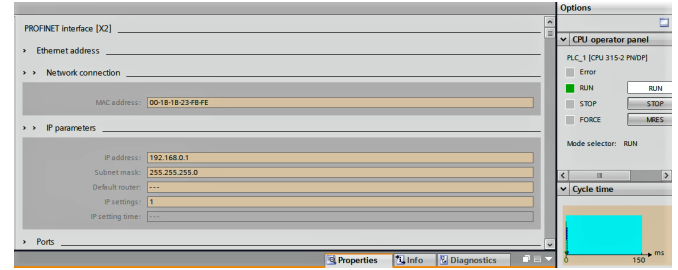 Options
PROFINET interface [X2]
CPU operator panel
Ethernet address
PLC_1 [CPU 315-2 PN/DP]
Network connection
Error
RUN RUN
MAC address: 00-1B-1B-23-FB-FE
STOP STOP
FORCE MRES
IP parameters
Mode selector: RUN
IP address: 192.168.0.1
Subnet mask: 255.255.255.0
Default router: ---
Cycle time
IP settings: 1
IP setting time: ---
Ports
0 150 ms
Properties Info Diagnostics